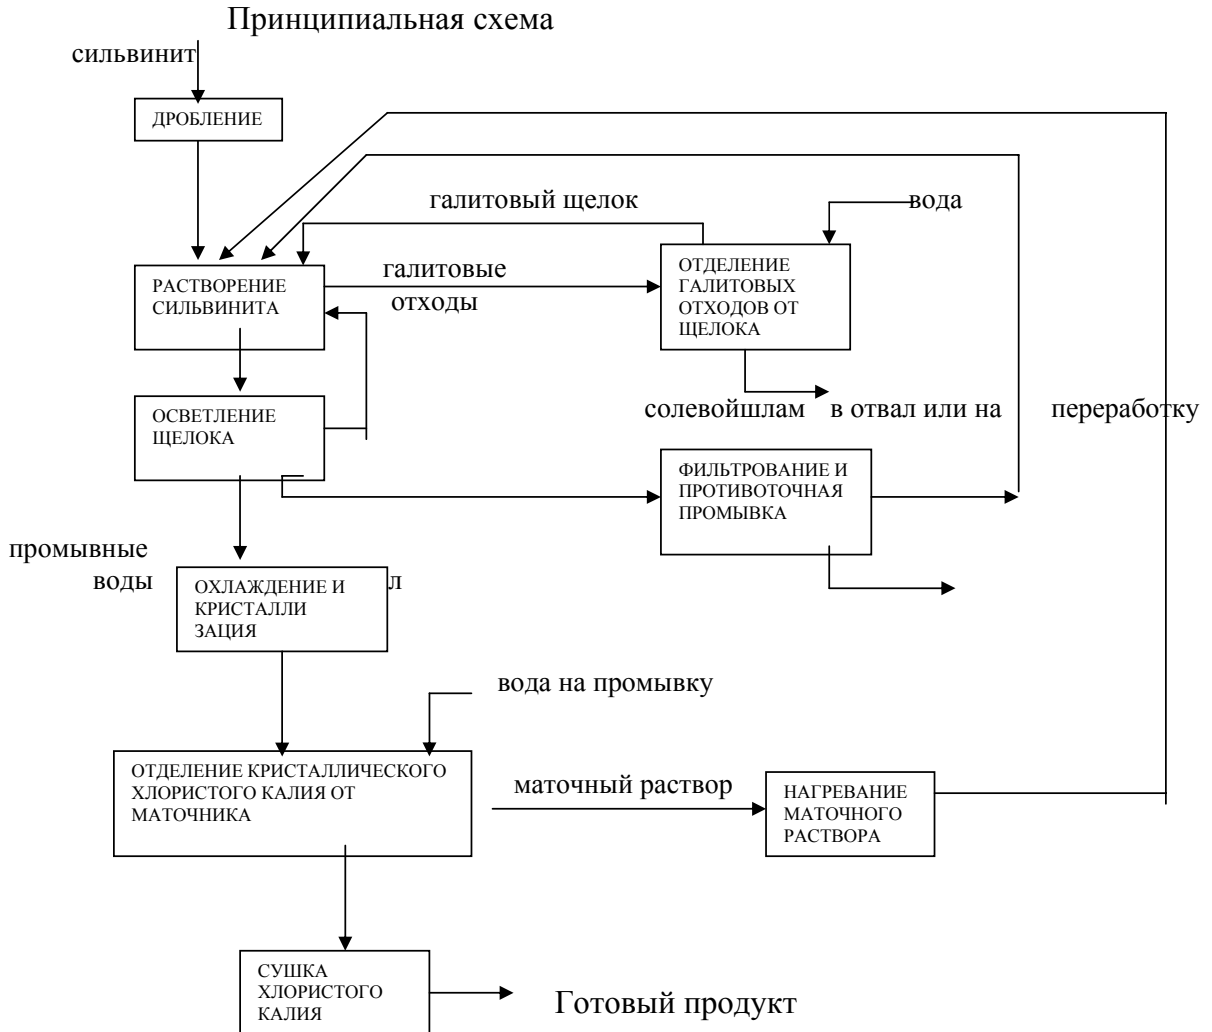 Принципиальная схема
сильвинит
ДРОБЛЕНИЕ
галитовый щелок
вода
РАСТВОРЕНИЕ
СИЛЬВИНИТА
галитовые
отходы
ОТДЕЛЕНИЕ
ГАЛИТОВЫХ
ОТХОДОВ ОТ
ЩЕЛОКА
ОСВЕТЛЕНИЕ
ЩЕЛОКА
солевойшлам в отвал или на переработку
ФИЛЬТРОВАНИЕ И
ПРОТИВОТОЧНАЯ
ПРОМЫВКА
промывные
воды
л
ОХЛАЖДЕНИЕ И
КРИСТАЛЛИ
ЗАЦИЯ
вода на промывку
ОТДЕЛЕНИЕ КРИСТАЛЛИЧЕСКОГО
ХЛОРИСТОГО КАЛИЯ ОТ
МАТОЧНИКА
маточный раствор
НАГРЕВАНИЕ
МАТОЧНОГО
РАСТВОРА
СУШКА
ХЛОРИСТОГО
КАЛИЯ
Готовый продукт